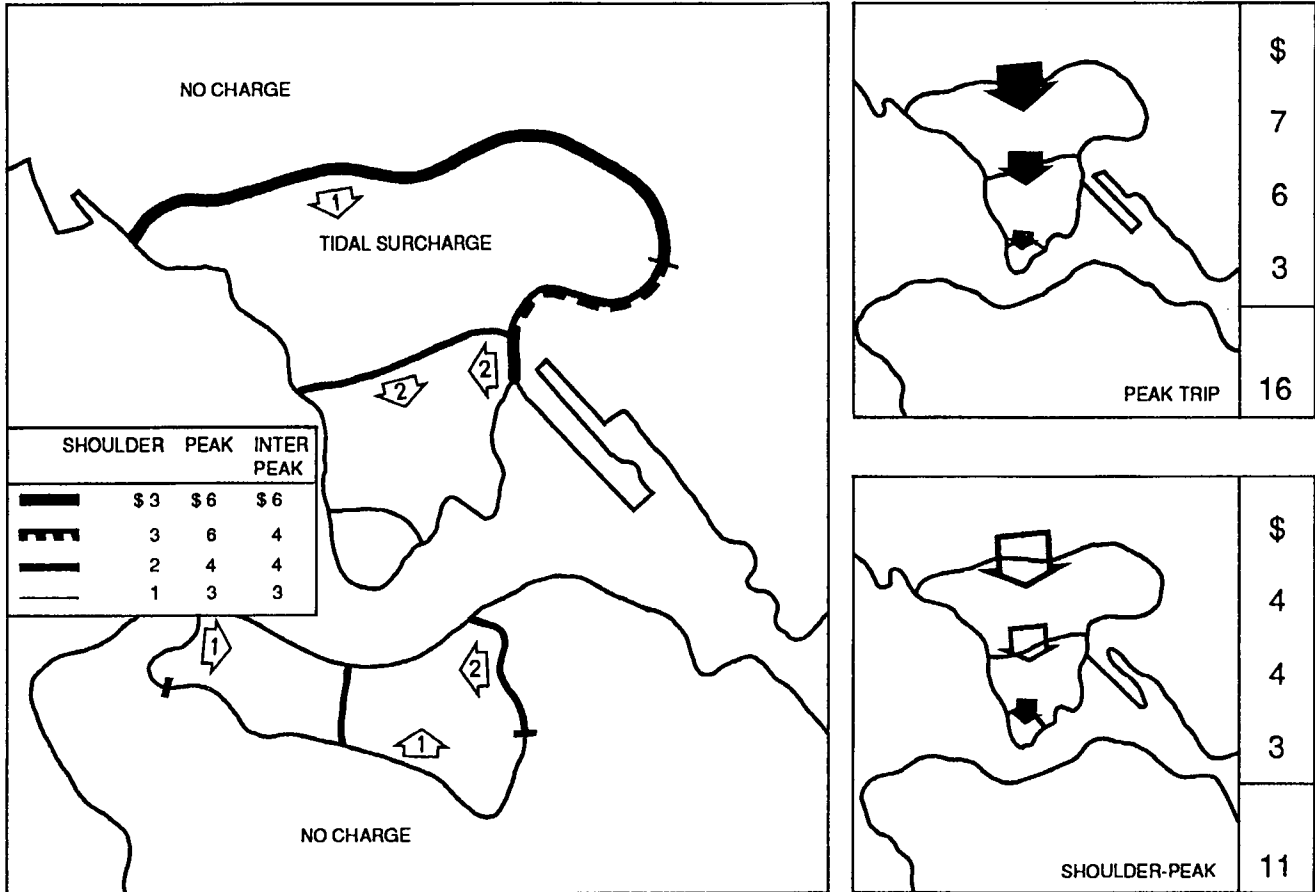 NO CHARGE
1
TIDAL SURCHARGE
2
2
SHOULDER PEAK INTER
PEAK
$ 3 $ 6 $ 6
3 6 4
2 4 4
1 3 3
1
2
1
NO CHARGE
$
7
6
3
PEAK TRIP 16
$
4
4
3
SHOULDER-PEAK 11